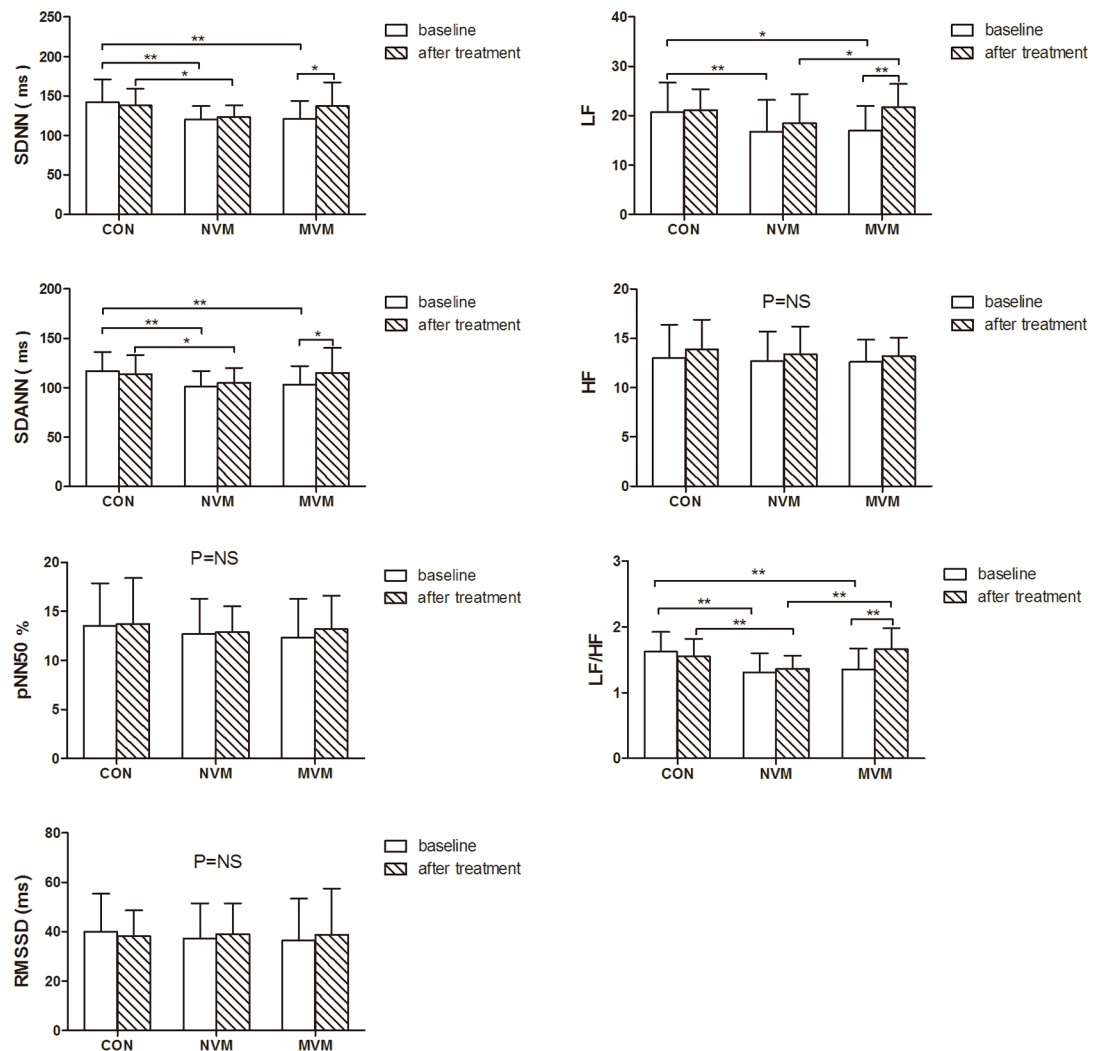 SDNN ( ms)
250
200
150
100
50
0
**
**
*
*
CON
NVM
MVM
baseline
after treatment
LF
40
30
20
10
0
*
*
**
**
CON
NVM
MVM
baseline
after treatment
SDANN ( ms)
200
150
100
50
0
**
**
*
*
CON
NVM
MVM
baseline
after treatment
HF
20
15
10
5
0
P=NS
CON
NVM
MVM
baseline
after treatment
pNN50 %
20
15
10
5
0
P=NS
CON
NVM
MVM
baseline
after treatment
LF/HF
3
2
1
0
**
**
**
**
**
CON
NVM
MVM
baseline
after treatment
RMSSD (ms)
80
60
40
20
0
P=NS
CON
NVM
MVM
baseline
after treatment